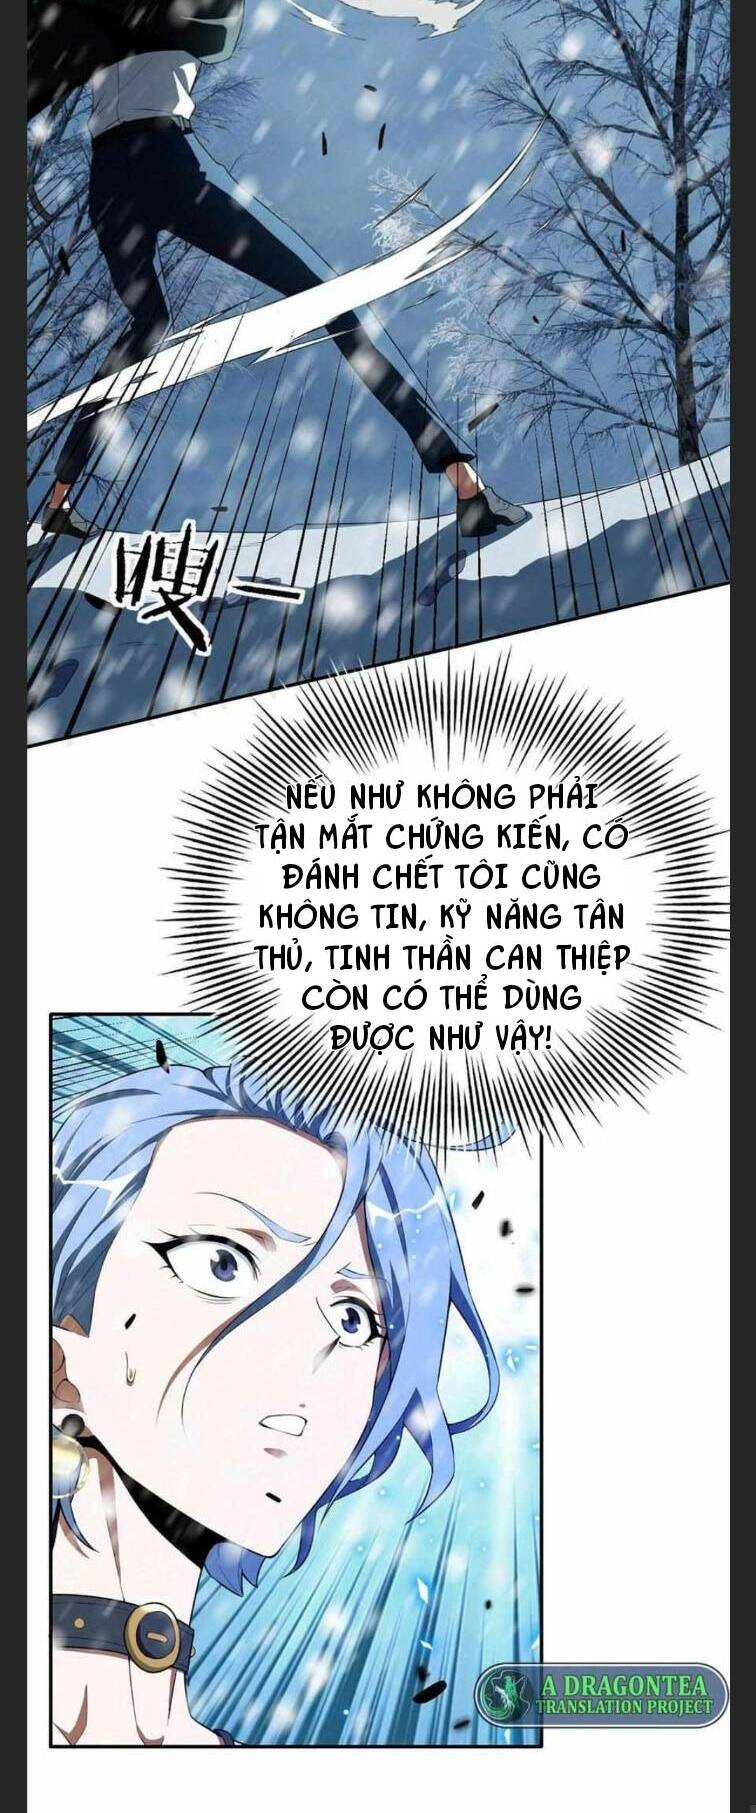 嗖一
NẾU NHƯ KHÔNG PHẢI
TẬN MẮT CHỨNG KIẾN, CÓ
ĐÁNH CHẾT TÔI CŨNG
KHÔNG TIN, KỸ NĂNG TÂN
THỦ, TINH THẦN CAN THIỆP
CÒN CÓ THỂ DÙNG
ĐƯỢC NHƯ VẬY!
A DRAGONTEA
TRANSLATION PROJECT